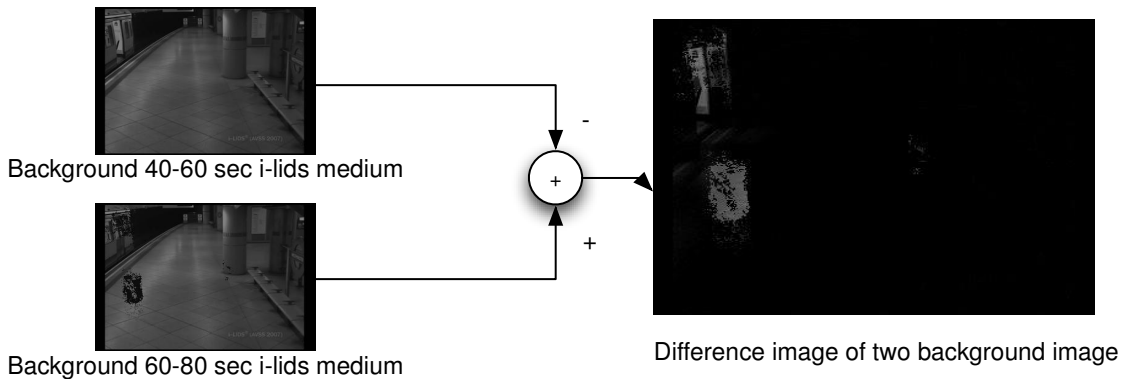 Background 40-60 sec i-lids medium
-
+
+
Background 60-80 sec i-lids medium
Difference image of two background image